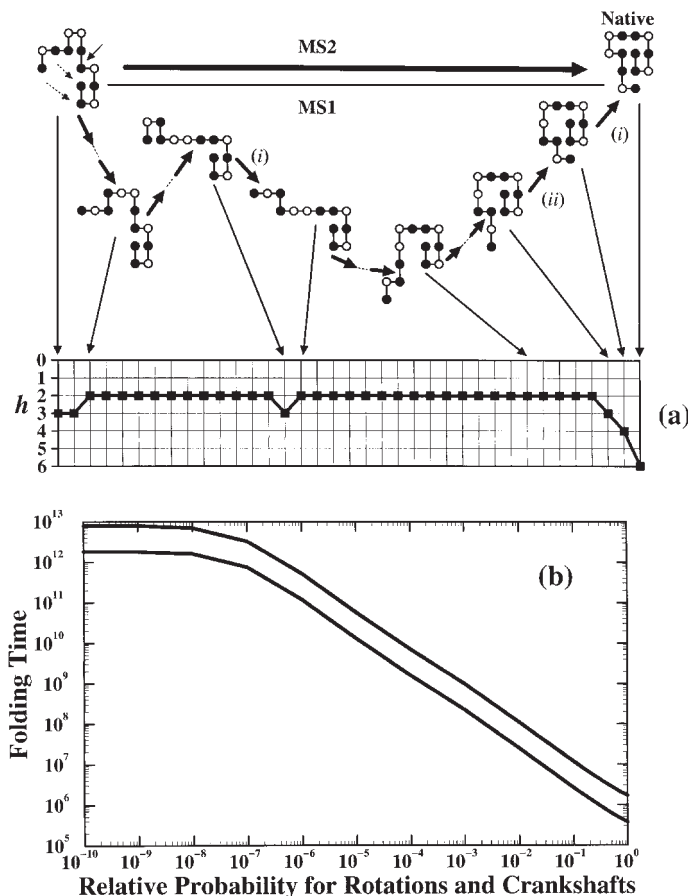 Native
MS2
MS1
(i)
(i)
(ii)
0
1
2
h
3
4
5
6
(a)
10^13
10^12
10^11
10^10
10^9
10^8
10^7
10^6
10^5
Folding Time
(b)
10^-10 10^-9 10^-8 10^-7 10^-6 10^-5 10^-4 10^-3 10^-2 10^-1 10^0
Relative Probability for Rotations and Crankshafts